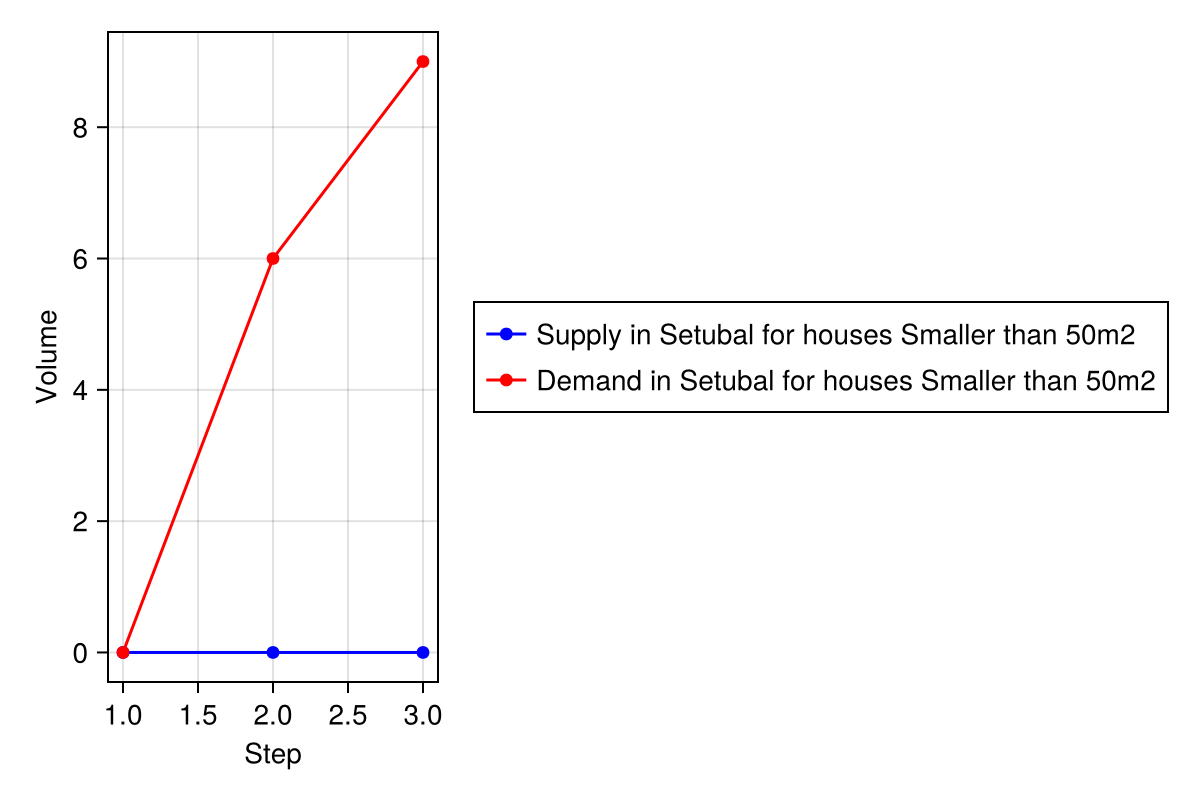 Volume
8
6
4
2
0
1.0 1.5 2.0 2.5 3.0
Step
Supply in Setubal for houses Smaller than 50m2
Demand in Setubal for houses Smaller than 50m2